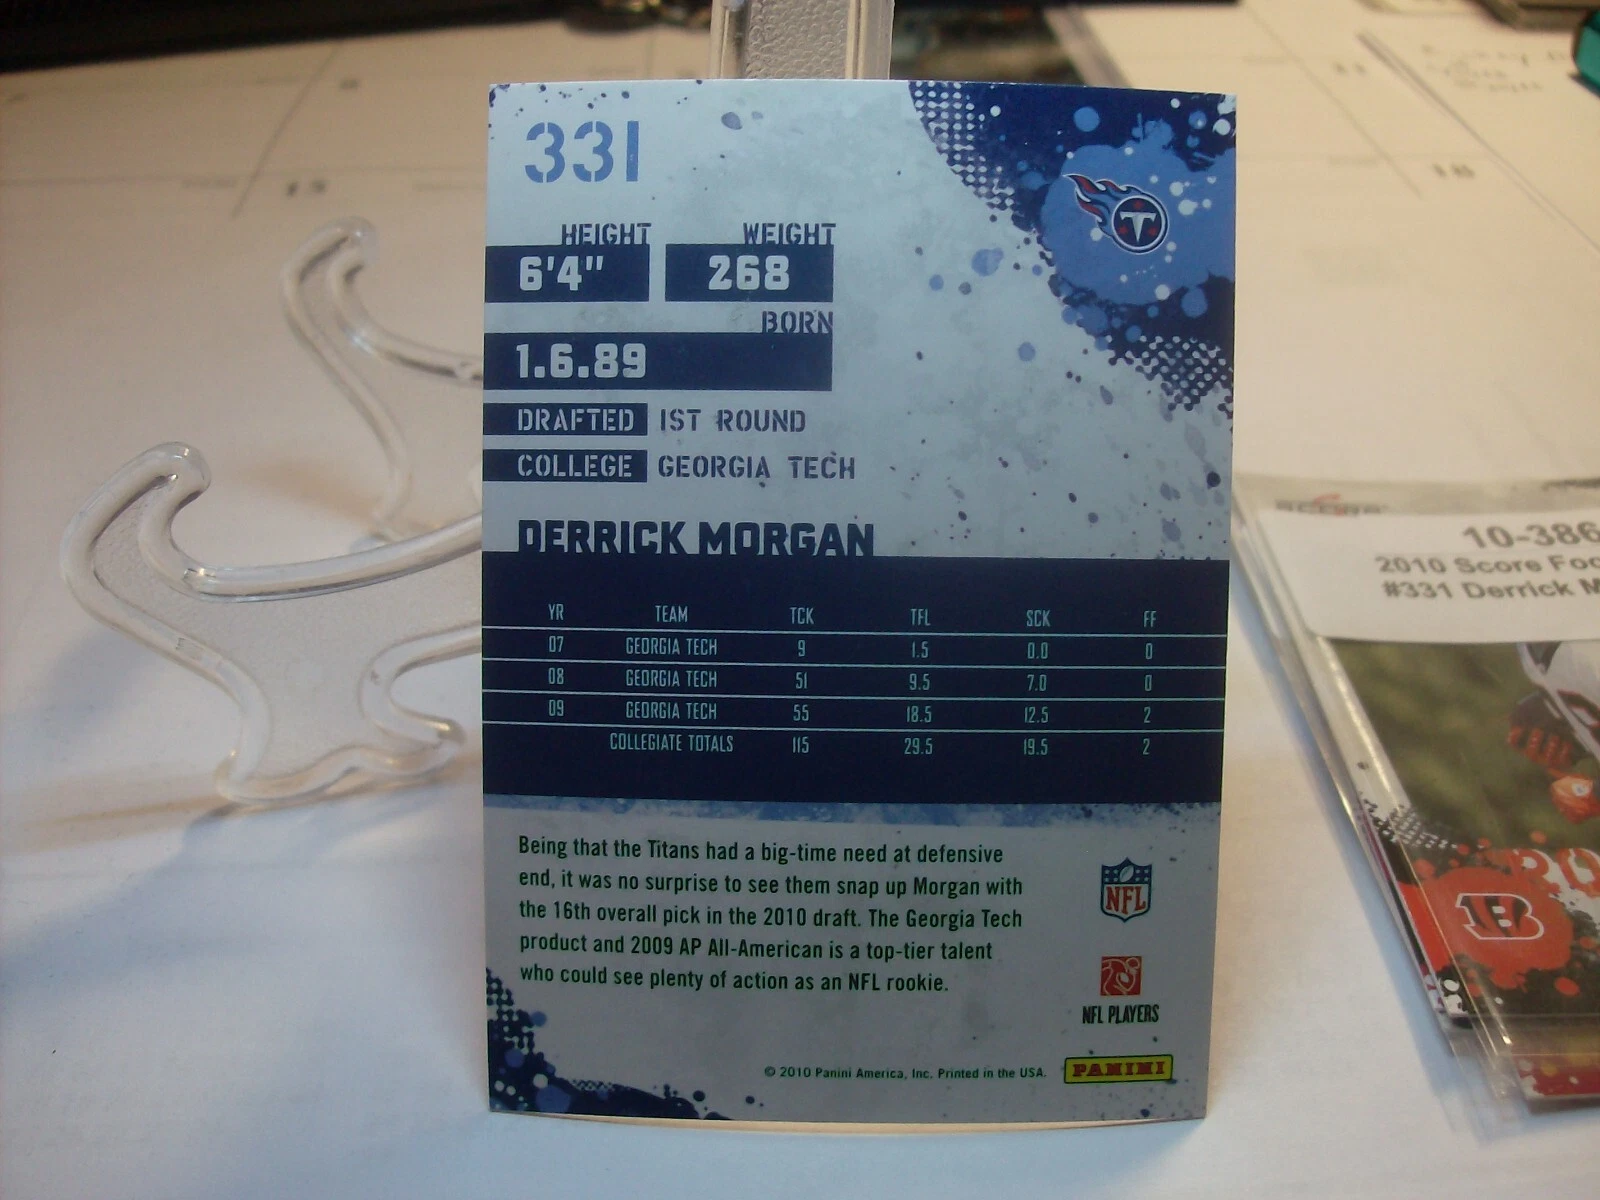 331
HEIGHT WEIGHT
6'4" 268
BORN
1.6.89
DRAFTED 1ST ROUND
COLLEGE GEORGIA TECH
DERRICK MORGAN
YR TEAM TCK TFL SCK FF
07 GEORGIA TECH 9 1.5 0.0 0
08 GEORGIA TECH 51 9.5 7.0 0
09 GEORGIA TECH 55 18.5 12.5 2
COLLEGIATE TOTALS 115 29.5 19.5 2
Being that the Titans had a big-time need at defensive
end, it was no surprise to see them snap up Morgan with
the 16th overall pick in the 2010 draft. The Georgia Tech
product and 2009 AP All-American is a top-tier talent
who could see plenty of action as an NFL rookie.
NFL
NFL PLAYERS
© 2010 Panini America, Inc. Printed in the USA.
PANINI
T
SCORE
10-386
2010 Score Foo
#331 Derrick M
B
13
11
18